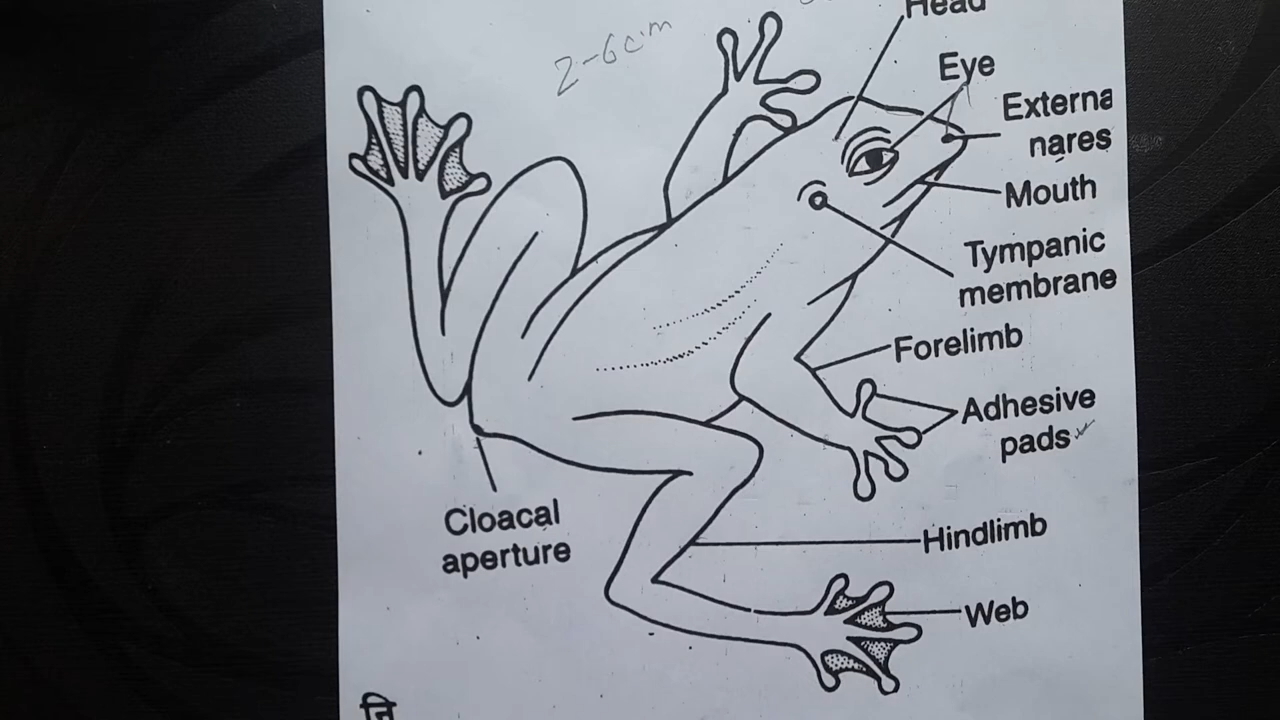 Head
2-6cm
Eye
Externa
nares
Mouth
Tympanic
membrane
Forelimb
Adhesive
pads
Cloacal
aperture
Hindlimb
Web
नि